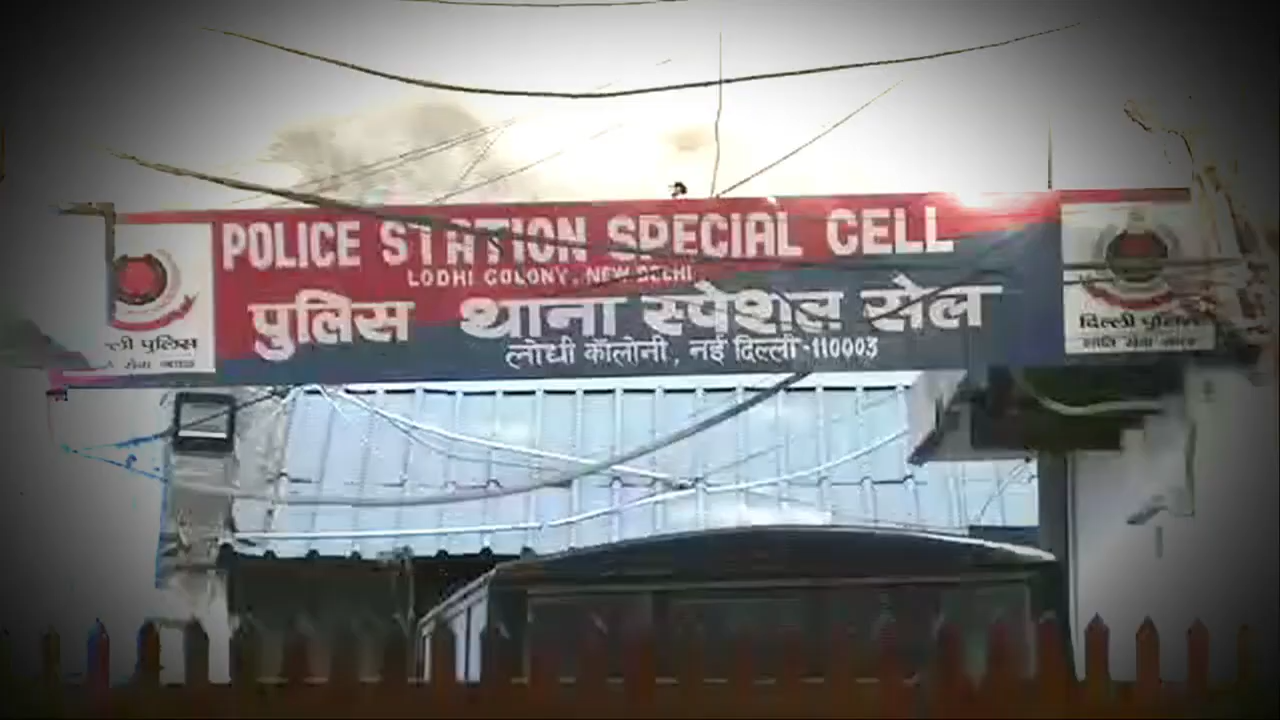 POLICE STATION SPECIAL CELL
LODHI COLONY, NEW DELHI
पुलिस थाना स्पेशल सेल
लोधी कॅालोनी, नई दिल्ली-110003
ल्ली पुलिस
दिल्ली पुलिस
शांति सेवा न्याय